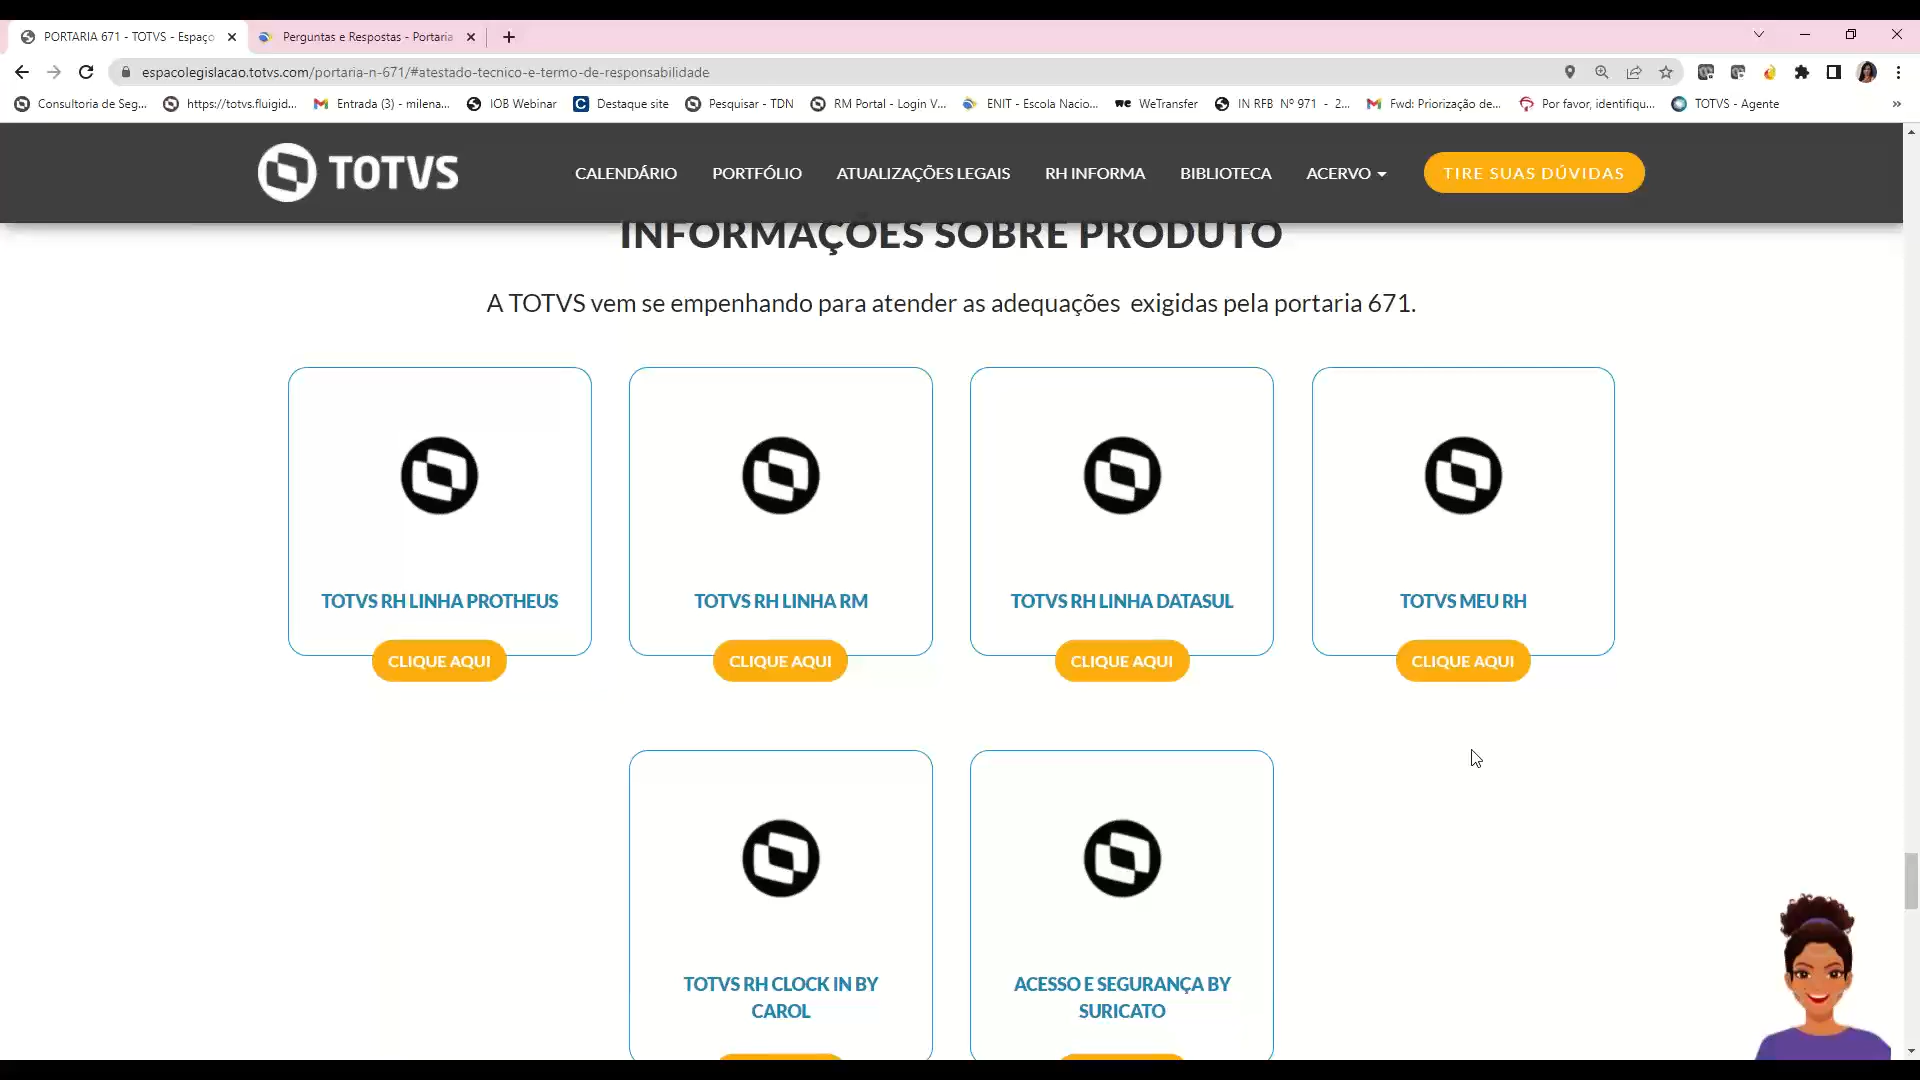 PORTARIA 671 - TOTVS - Espaço
Perguntas e Respostas - Portaria
espacolegislacao.totvs.com/portaria-n-671/#atestado-tecnico-e-termo-de-responsabilidade
Consultoria de Seg... https://totvs.fluigid... Entrada (3) - milena... IOB Webinar Destaque site Pesquisar - TDN RM Portal - Login V... ENIT - Escola Nacio... WeTransfer IN RFB Nº 971 - 2... Fwd: Priorização de... Por favor, identifiqu... TOTVS - Agente
TOTVS CALENDÁRIO PORTFÓLIO ATUALIZAÇÕES LEGAIS RH INFORMA BIBLIOTECA ACERVO TIRE SUAS DÚVIDAS
INFORMAÇÕES SOBRE PRODUTO
A TOTVS vem se empenhando para atender as adequações exigidas pela portaria 671.
TOTVS RH LINHA PROTHEUS
CLIQUE AQUI
TOTVS RH LINHA RM
CLIQUE AQUI
TOTVS RH LINHA DATASUL
CLIQUE AQUI
TOTVS MEU RH
CLIQUE AQUI
TOTVS RH CLOCK IN BY
CAROL
ACESSO E SEGURANÇA BY
SURICATO